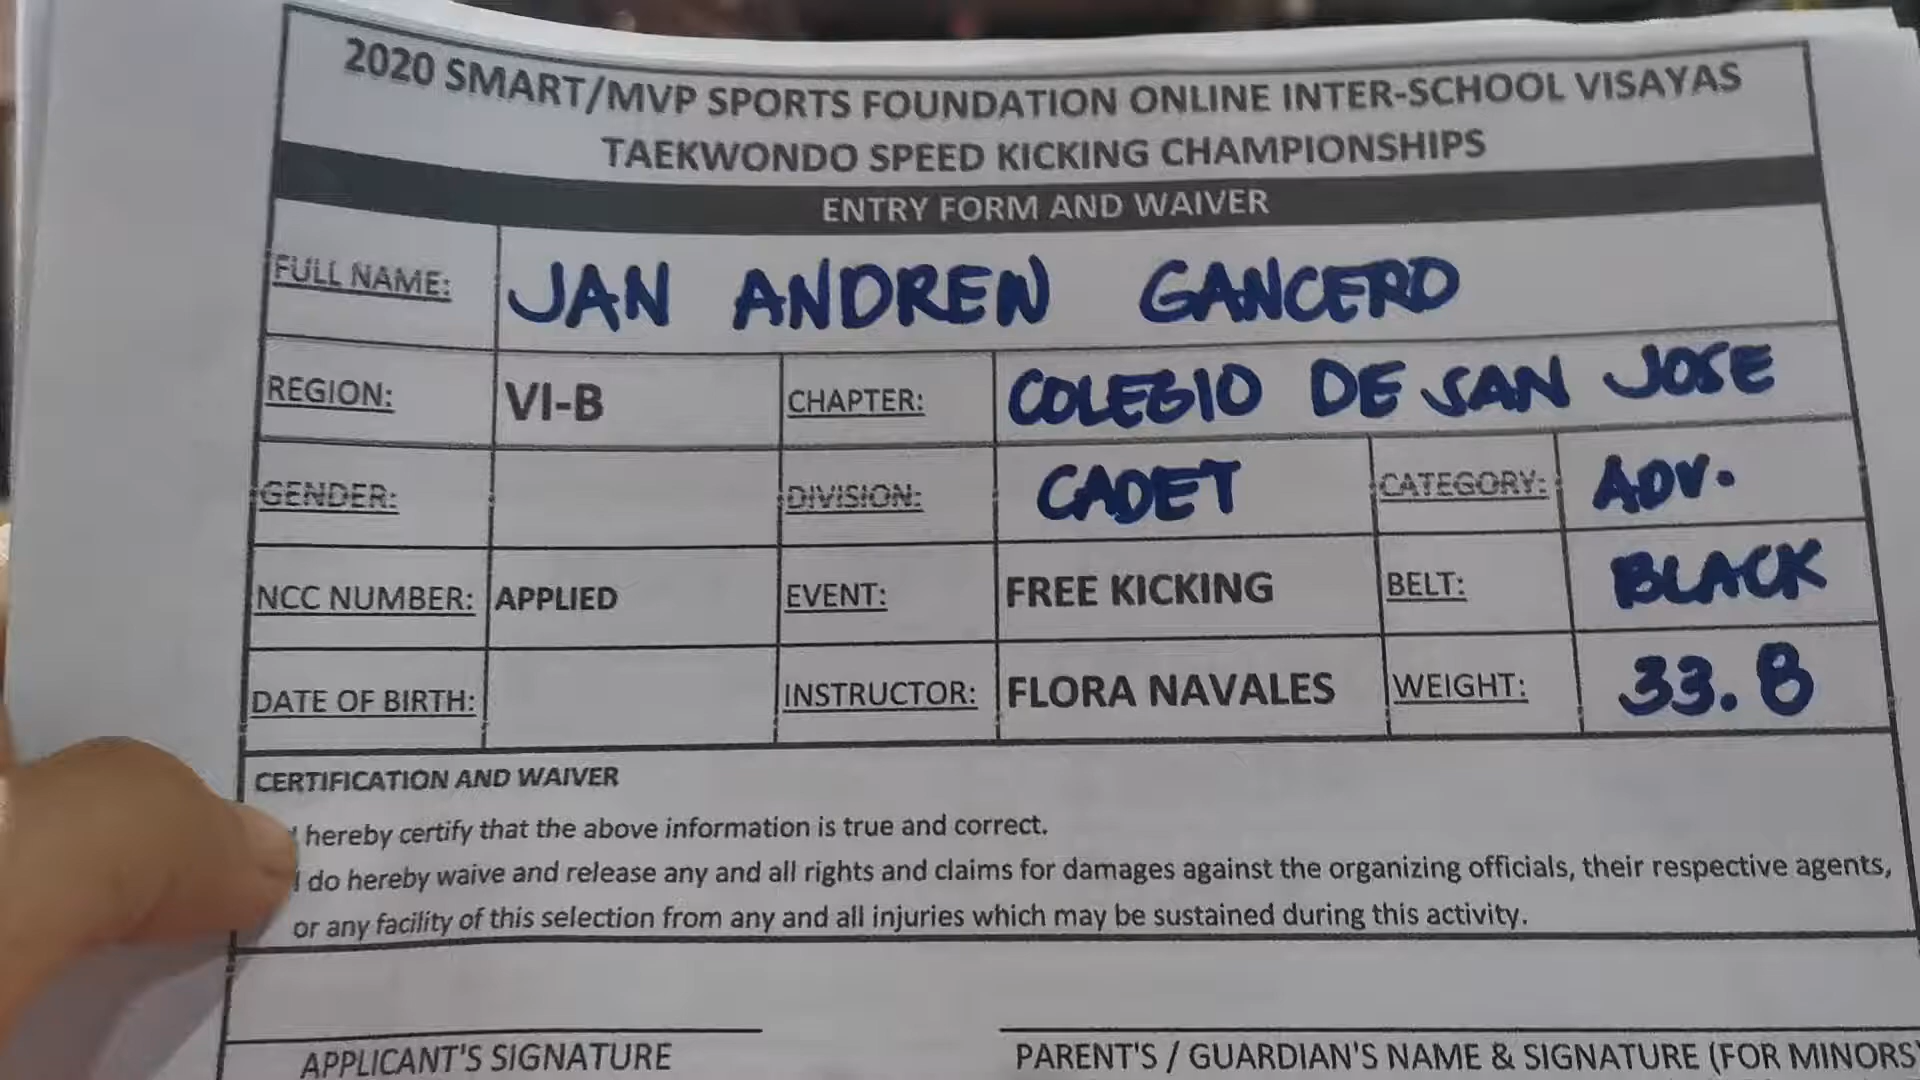 2020 SMART/MVP SPORTS FOUNDATION ONLINE INTER-SCHOOL VISAYAS
TAEKWONDO SPEED KICKING CHAMPIONSHIPS
ENTRY FORM AND WAIVER
FULL NAME: JAN ANDREW GANCERO
REGION: VI-B CHAPTER: COLEGIO DE SAN JOSE
GENDER: DIVISION: CADET CATEGORY: ADV.
NCC NUMBER: APPLIED EVENT: FREE KICKING BELT: BLACK
DATE OF BIRTH: INSTRUCTOR: FLORA NAVALES WEIGHT: 33.8
CERTIFICATION AND WAIVER
I hereby certify that the above information is true and correct.
I do hereby waive and release any and all rights and claims for damages against the organizing officials, their respective agents,
or any facility of this selection from any and all injuries which may be sustained during this activity.
APPLICANT'S SIGNATURE PARENT'S / GUARDIAN'S NAME & SIGNATURE (FOR MINORS